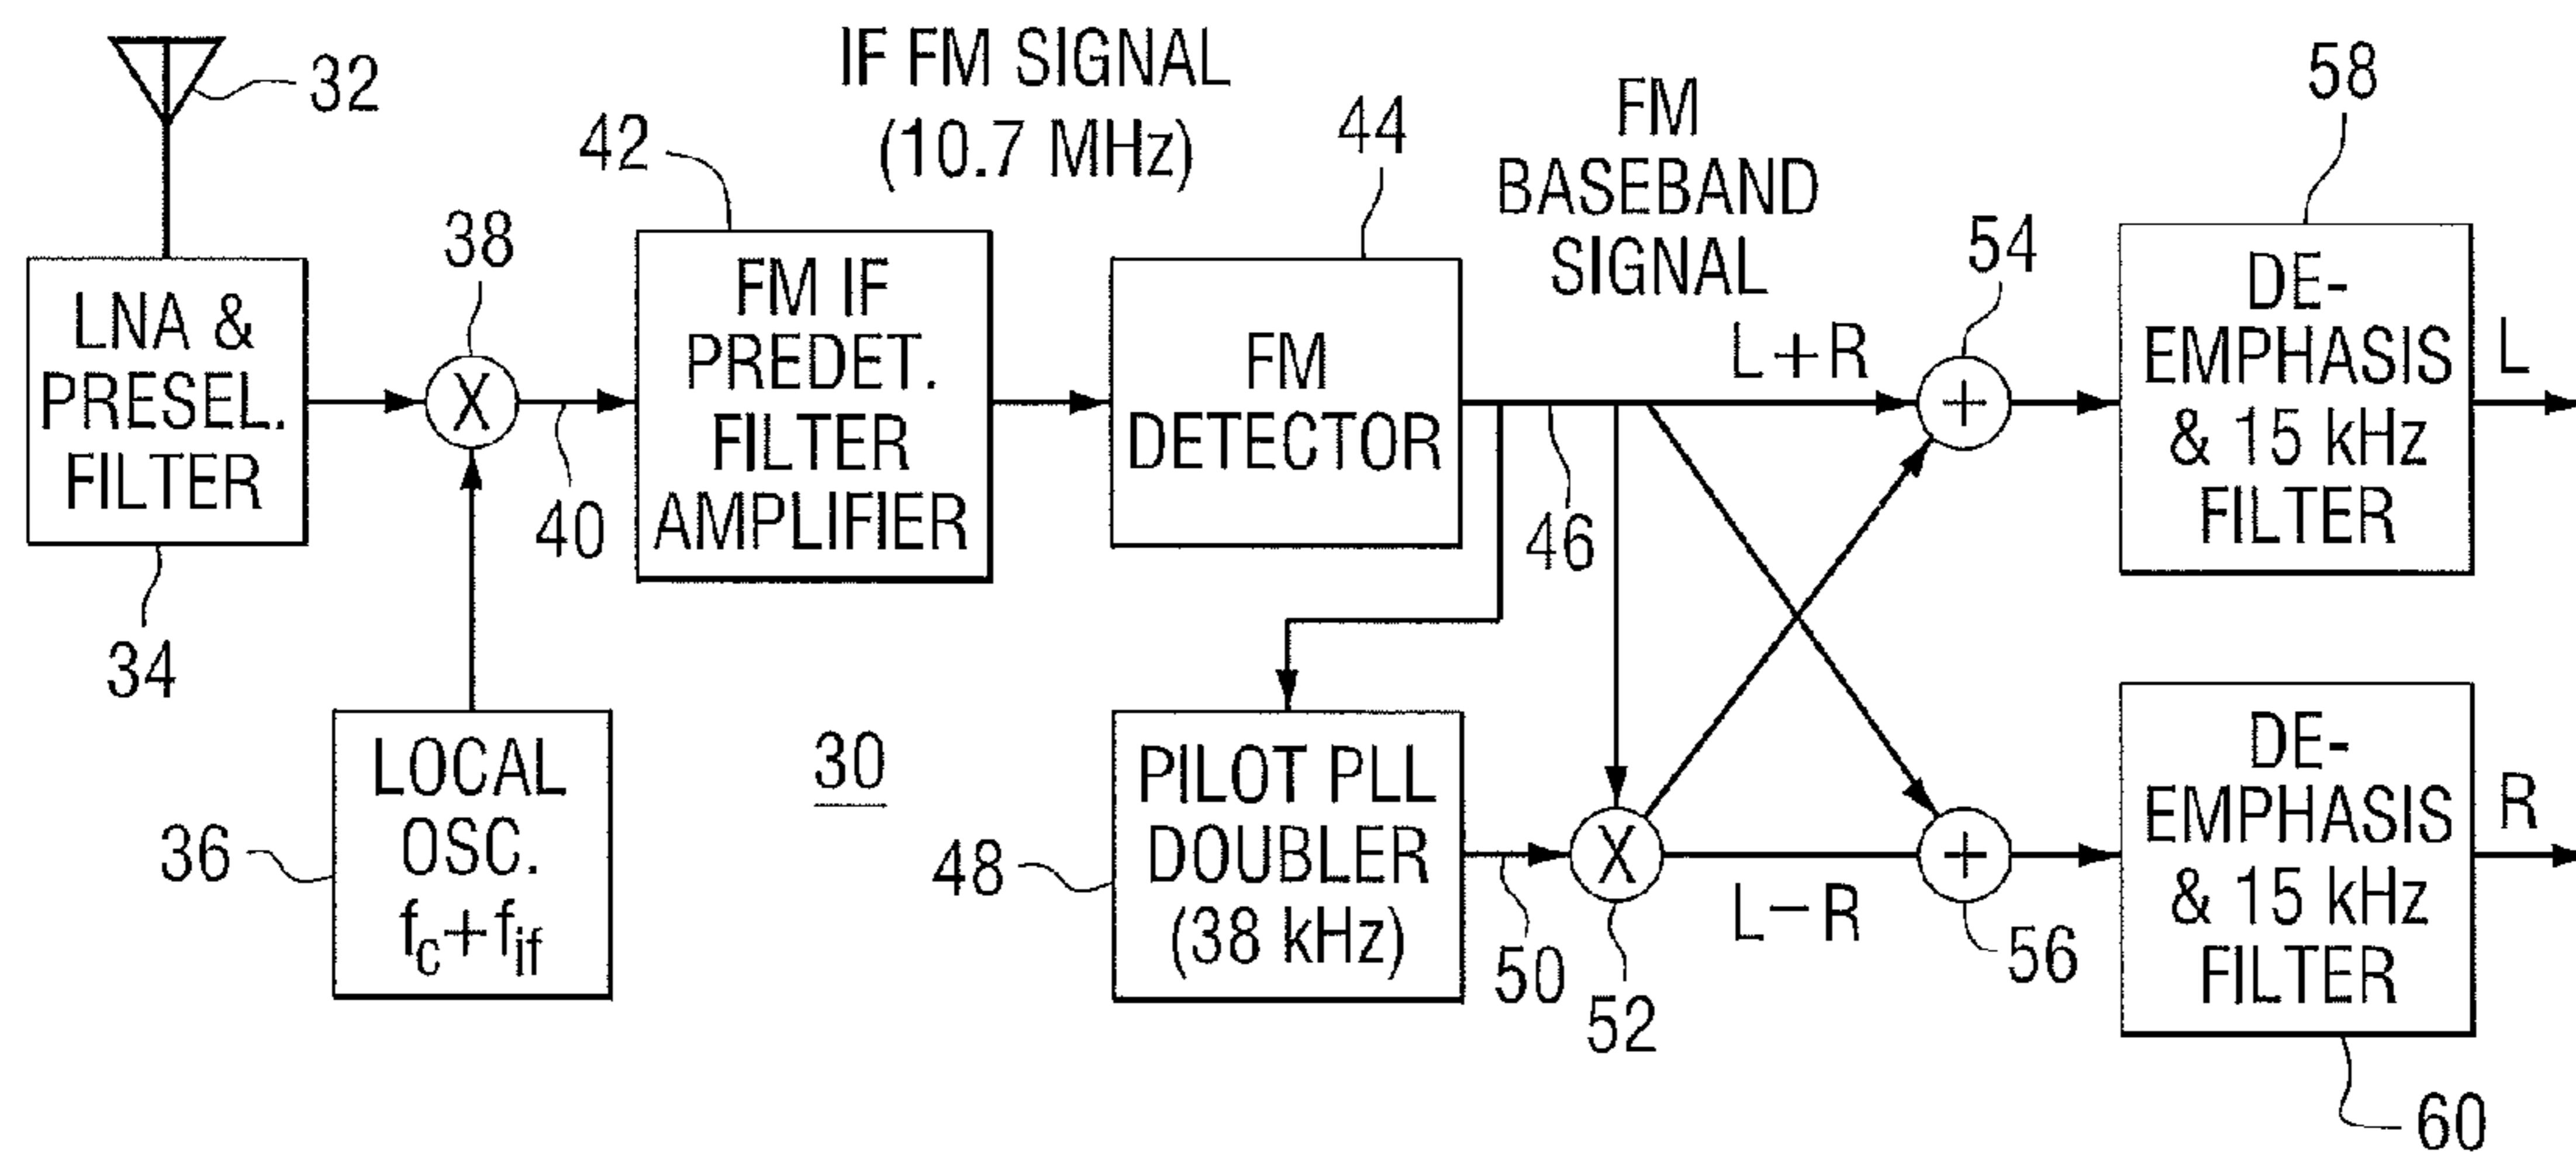 32
LNA &
PRESEL.
FILTER
34
38
X
40
LOCAL
OSC.
fc+fif
36
42
FM IF
PREDET.
FILTER
AMPLIFIER
IF FM SIGNAL
(10.7 MHz)
44
FM
DETECTOR
FM
BASEBAND
SIGNAL
46
L+R
54
+
58
DE-
EMPHASIS
& 15 kHz
FILTER
L
30
48
PILOT PLL
DOUBLER
(38 kHz)
50
X
52
L−R
+
56
DE-
EMPHASIS
& 15 kHz
FILTER
R
60